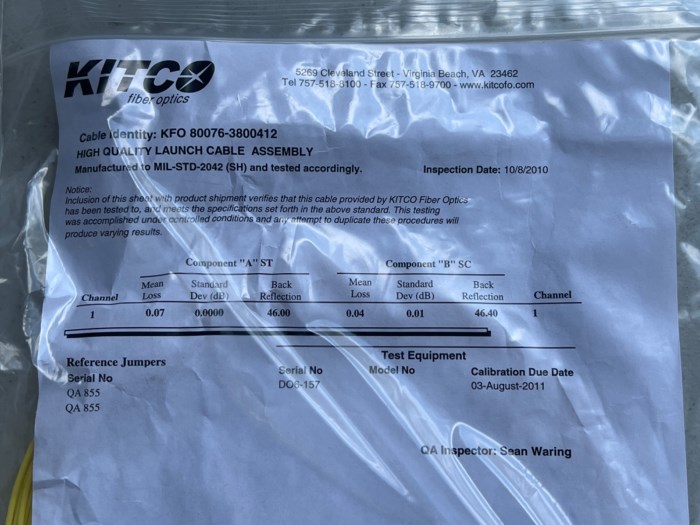 KITCO
fiber optics
5269 Cleveland Street - Virginia Beach, VA 23462
Tel 757-518-8100 - Fax 757-518-9700 - www.kitcofo.com
Cable identity: KFO 80076-3800412
HIGH QUALITY LAUNCH CABLE ASSEMBLY
Manufactured to MIL-STD-2042 (SH) and tested accordingly. Inspection Date: 10/8/2010
Notice:
Inclusion of this sheet with product shipment verifies that this cable provided by KITCO Fiber Optics
has been tested to, and meets the specifications set forth in the above standard. This testing
was accomplished under controlled conditions and any attempt to duplicate these procedures will
produce varying results.
Component "A" ST Component "B" SC
Mean Standard Back Mean Standard Back
Channel Loss Dev (dB) Reflection Loss Dev (dB) Reflection Channel
1 0.07 0.0000 46.00 0.04 0.01 46.40 1
Reference Jumpers Test Equipment
Serial No Serial No Model No Calibration Due Date
QA 855 DO6-157 03-August-2011
QA 855
QA Inspector: Sean Waring